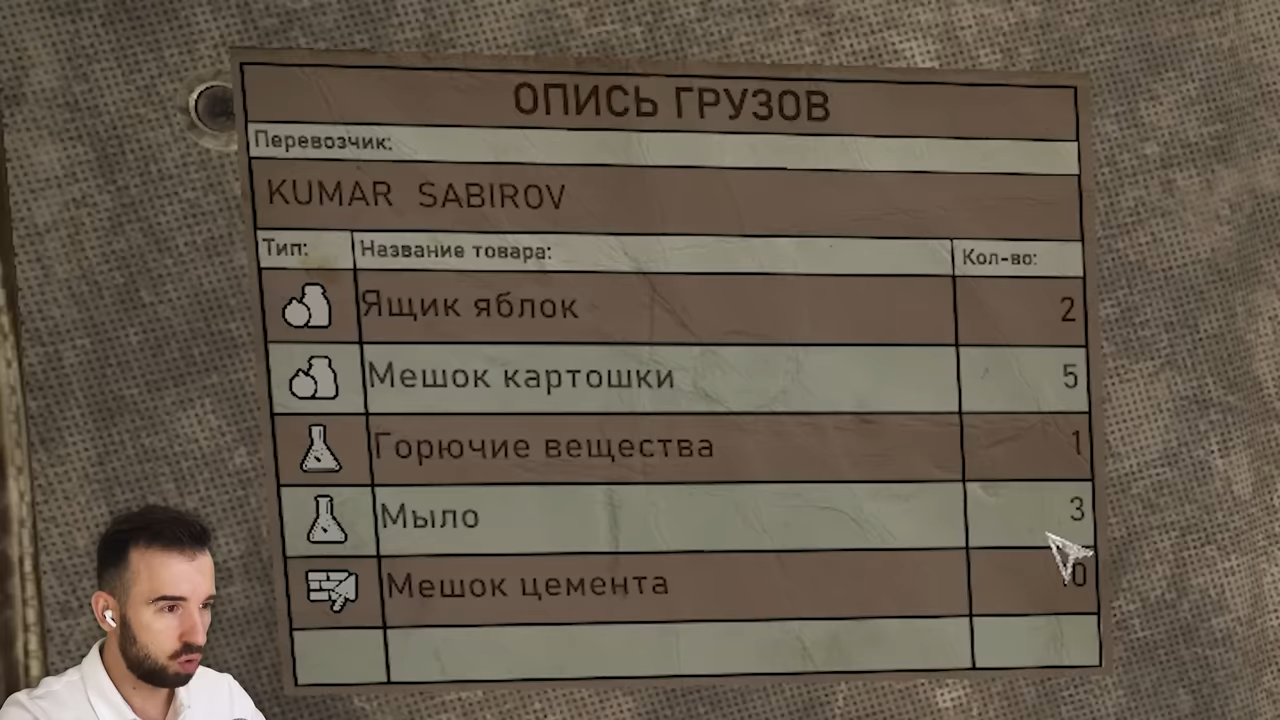 ОПИСЬ ГРУЗОВ
Перевозчик:
KUMAR SABIROV
Тип: Название товара: Кол-во:
Ящик яблок 2
Мешок картошки 5
Горючие вещества 1
Мыло 3
Мешок цемента